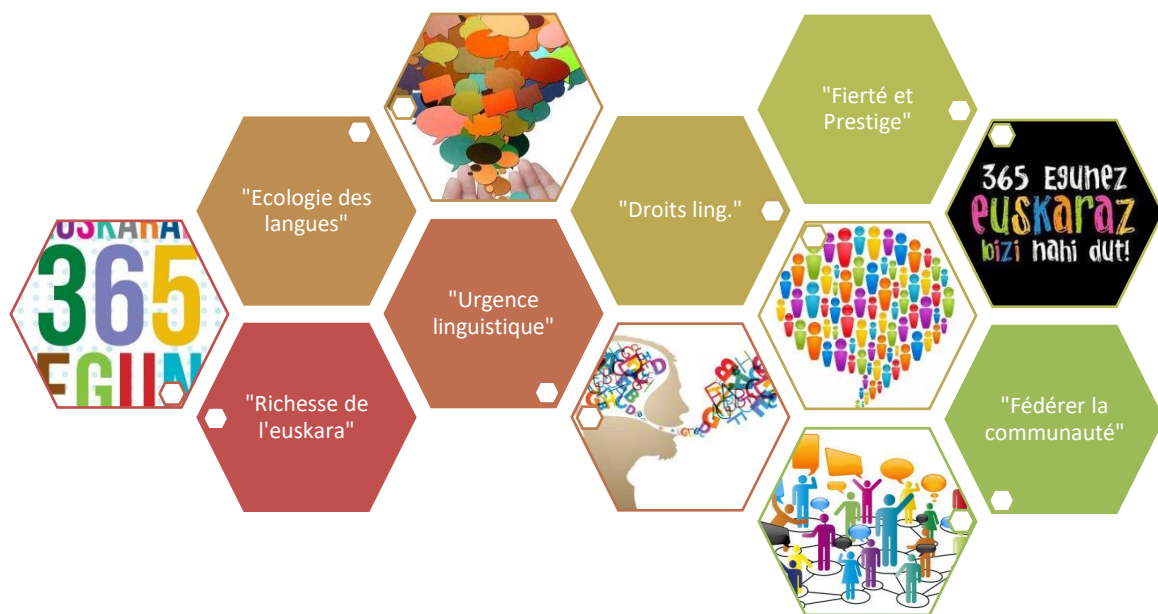 "Fierté et
Prestige"
365 Egunez
euskaraz
bizi nahi dut!
"Ecologie des
langues"
"Droits ling."
EUSKARAZ
365
EGUN
"Urgence
linguistique"
"Richesse de
l'euskara"
"Fédérer la
communauté"